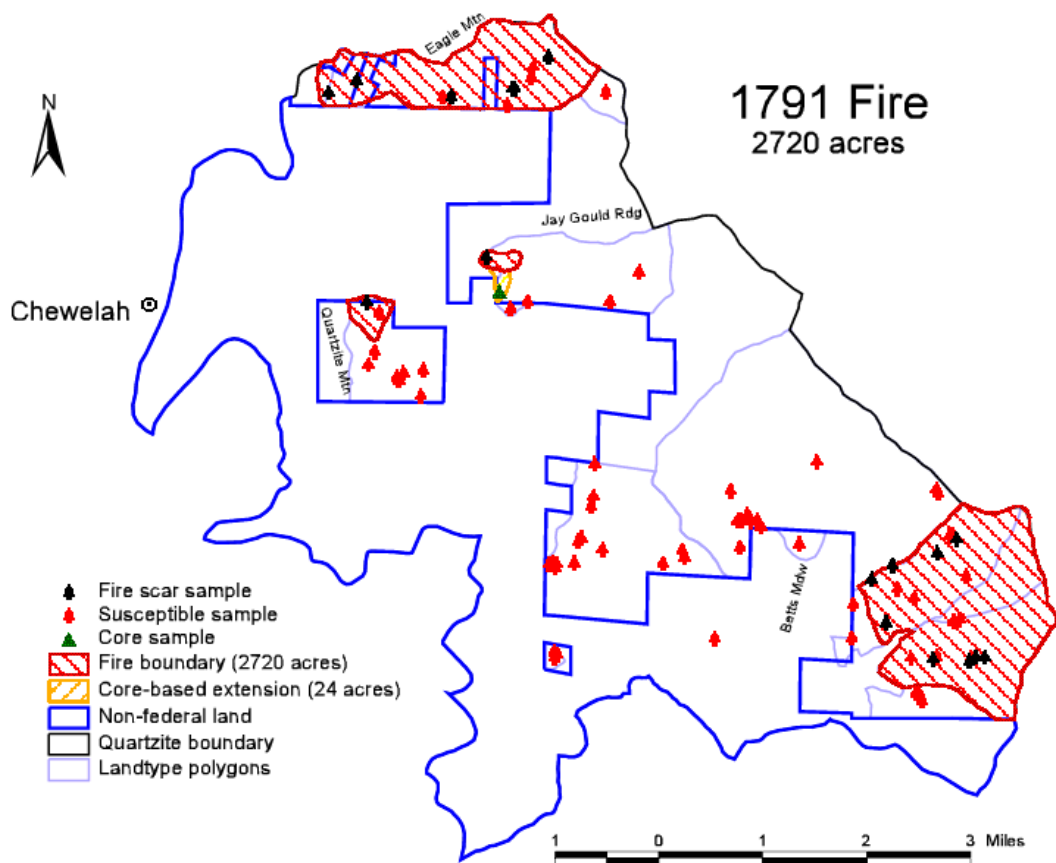 Eagle Mtn
N
1791 Fire
2720 acres
Jay Gould Rdg
Chewelah
Quartzite Mtn
Betts Mdw
Fire scar sample
Susceptible sample
Core sample
Fire boundary (2720 acres)
Core-based extension (24 acres)
Non-federal land
Quartzite boundary
Landtype polygons
1 0 1 2 3 Miles